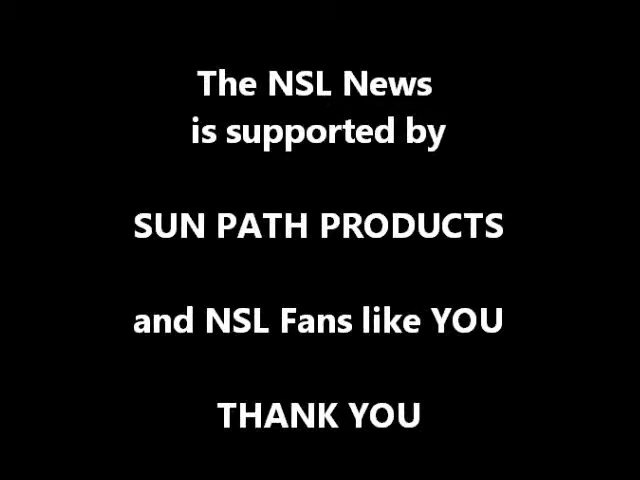 The NSL News
is supported by
SUN PATH PRODUCTS
and NSL Fans like YOU
THANK YOU